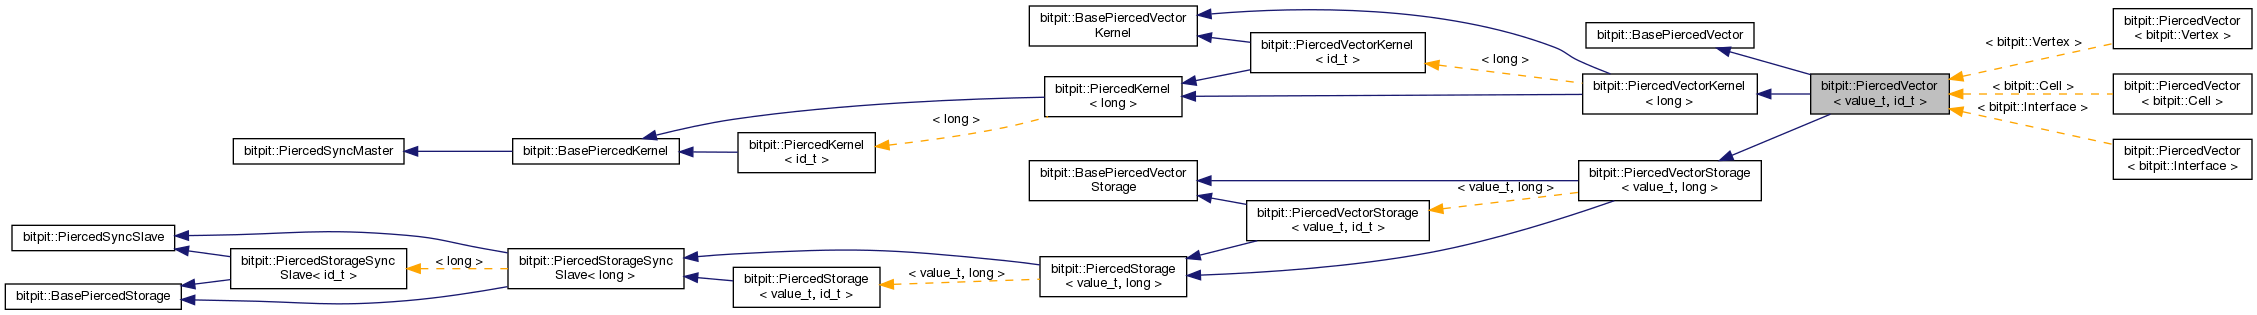 bitpit::BasePiercedVector
Kernel
bitpit::PiercedVector
< bitpit::Vertex >
bitpit::BasePiercedVector
< bitpit::Vertex >
bitpit::PiercedVectorKernel
< id_t >
< long >
bitpit::PiercedVectorKernel
< long >
bitpit::PiercedVector
< value_t, id_t >
< bitpit::Cell >
bitpit::PiercedVector
< bitpit::Cell >
bitpit::PiercedKernel
< long >
< bitpit::Interface >
< long >
bitpit::PiercedSyncMaster
bitpit::BasePiercedKernel
bitpit::PiercedKernel
< id_t >
bitpit::PiercedVector
< bitpit::Interface >
bitpit::BasePiercedVector
Storage
bitpit::PiercedVectorStorage
< value_t, long >
< value_t, long >
bitpit::PiercedVectorStorage
< value_t, id_t >
bitpit::PiercedSyncSlave
bitpit::PiercedStorageSync
Slave< id_t >
< long >
bitpit::PiercedStorageSync
Slave< long >
bitpit::PiercedStorage
< value_t, id_t >
< value_t, long >
bitpit::PiercedStorage
< value_t, long >
bitpit::BasePiercedStorage